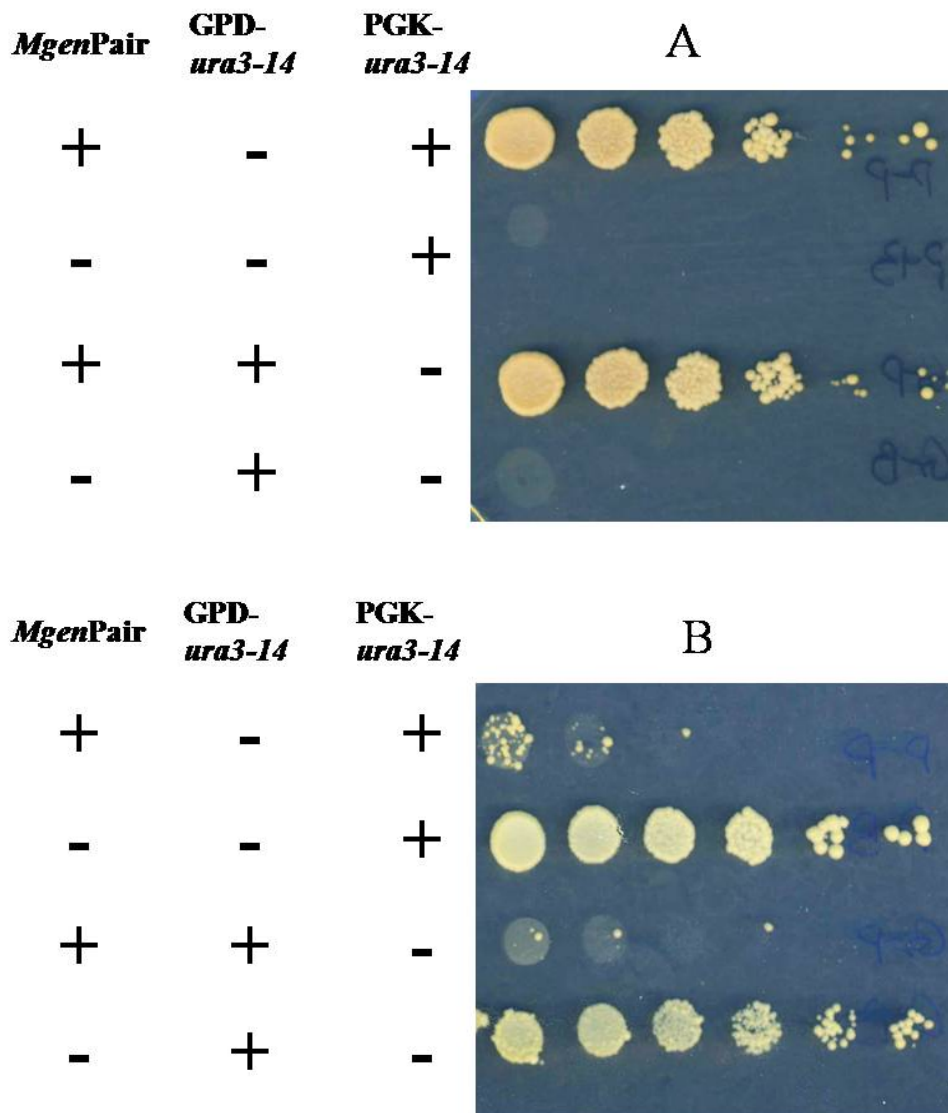 MgenPair
GPD-
ura3-14
PGK-
ura3-14
A
+ - +
P-P
- - +
P-B
+ + -
- + -
G-B
MgenPair
GPD-
ura3-14
PGK-
ura3-14
B
+ - +
P-P
- - +
+ + -
G-P
- + -